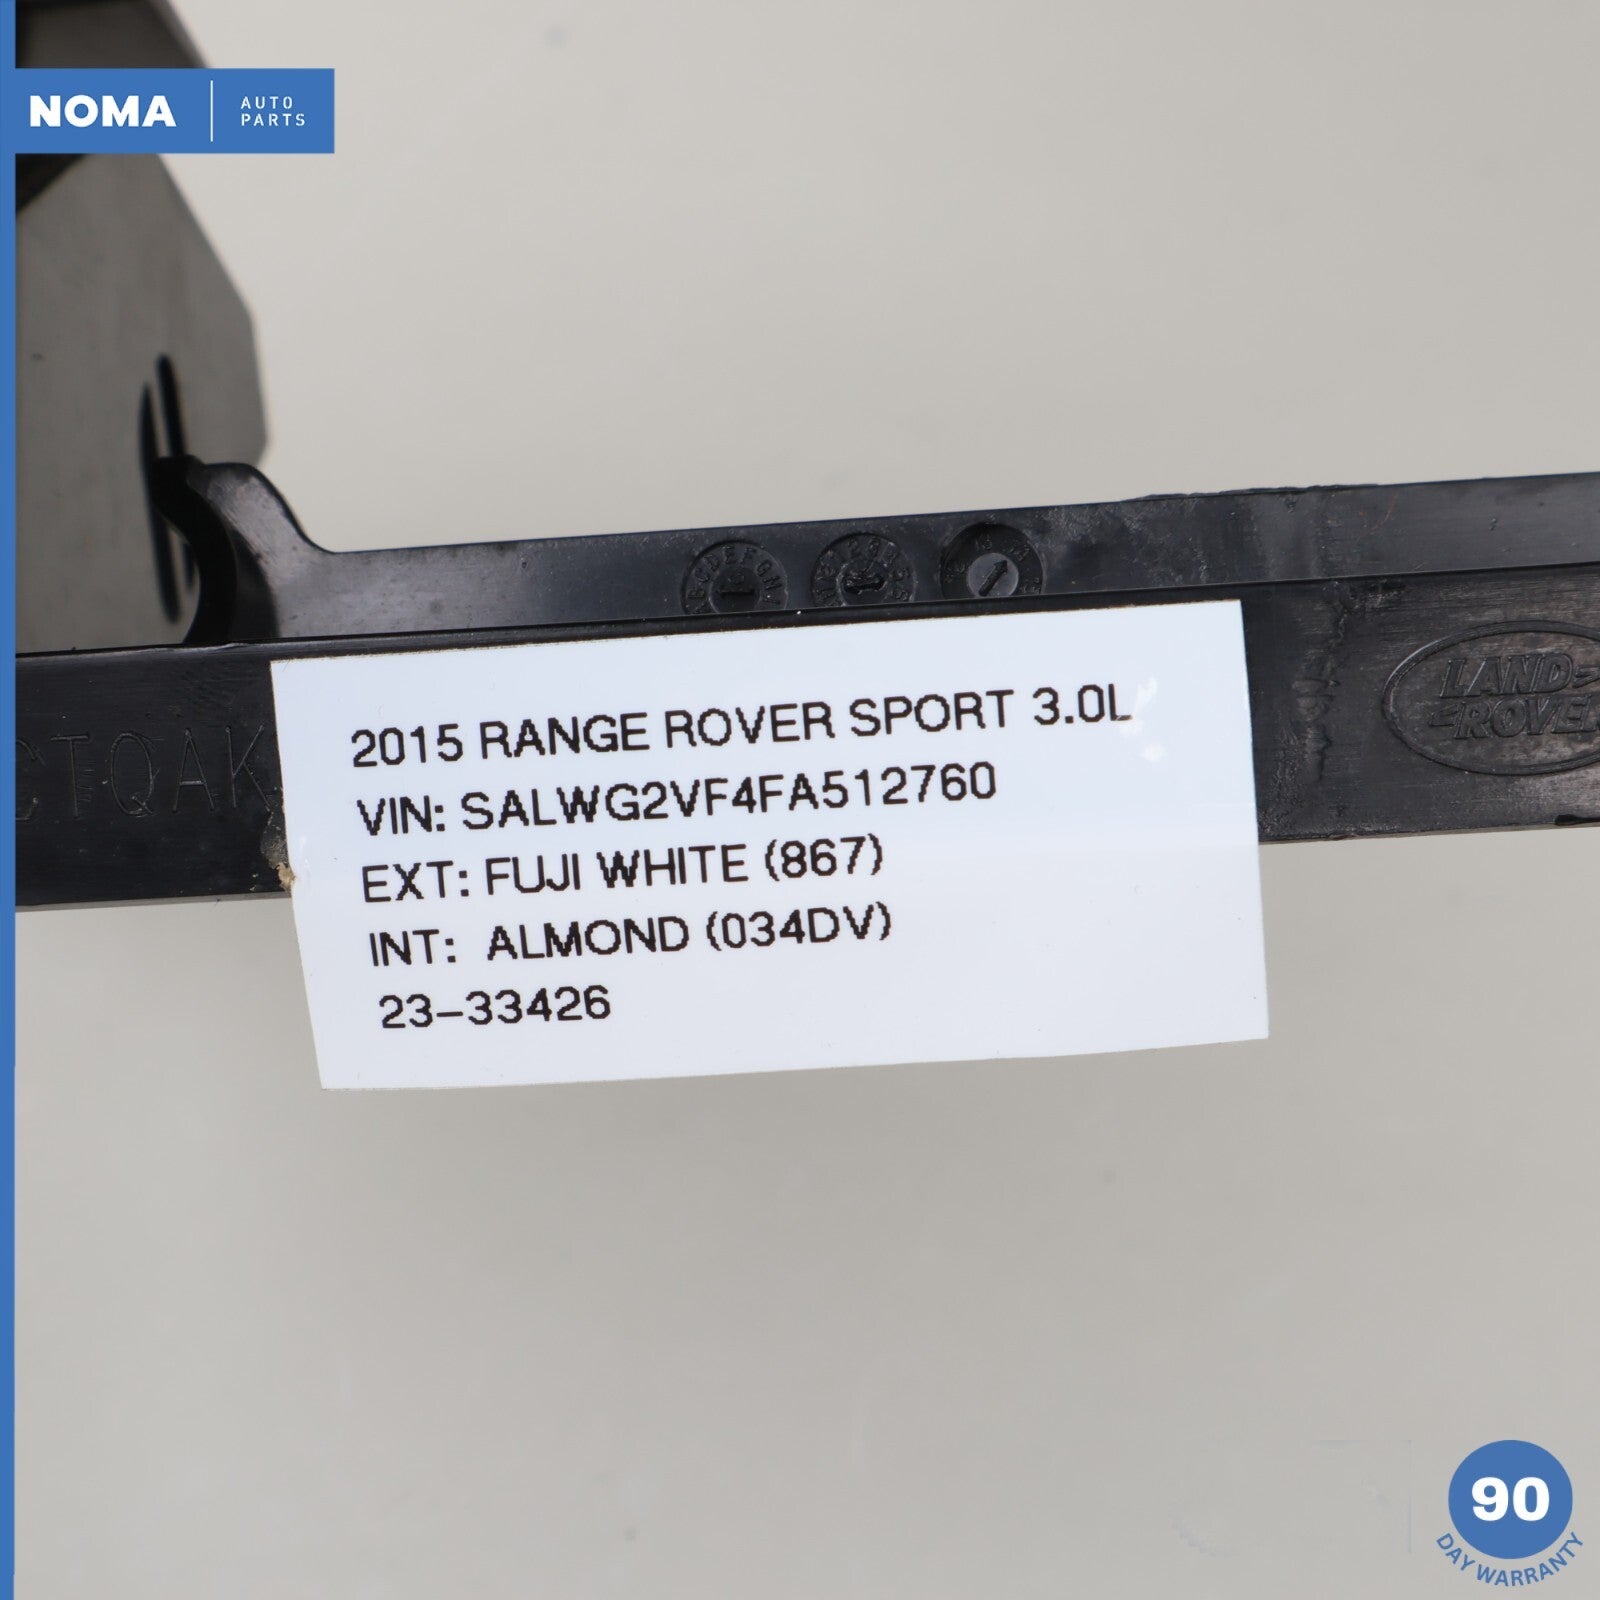 NOMA
AUTO
PARTS
LAND-
-ROVER
2015 RANGE ROVER SPORT 3.0L
VIN: SALWG2VF4FA512760
EXT: FUJI WHITE (867)
INT: ALMOND (034DV)
23-33426
90
DAY WARRANTY